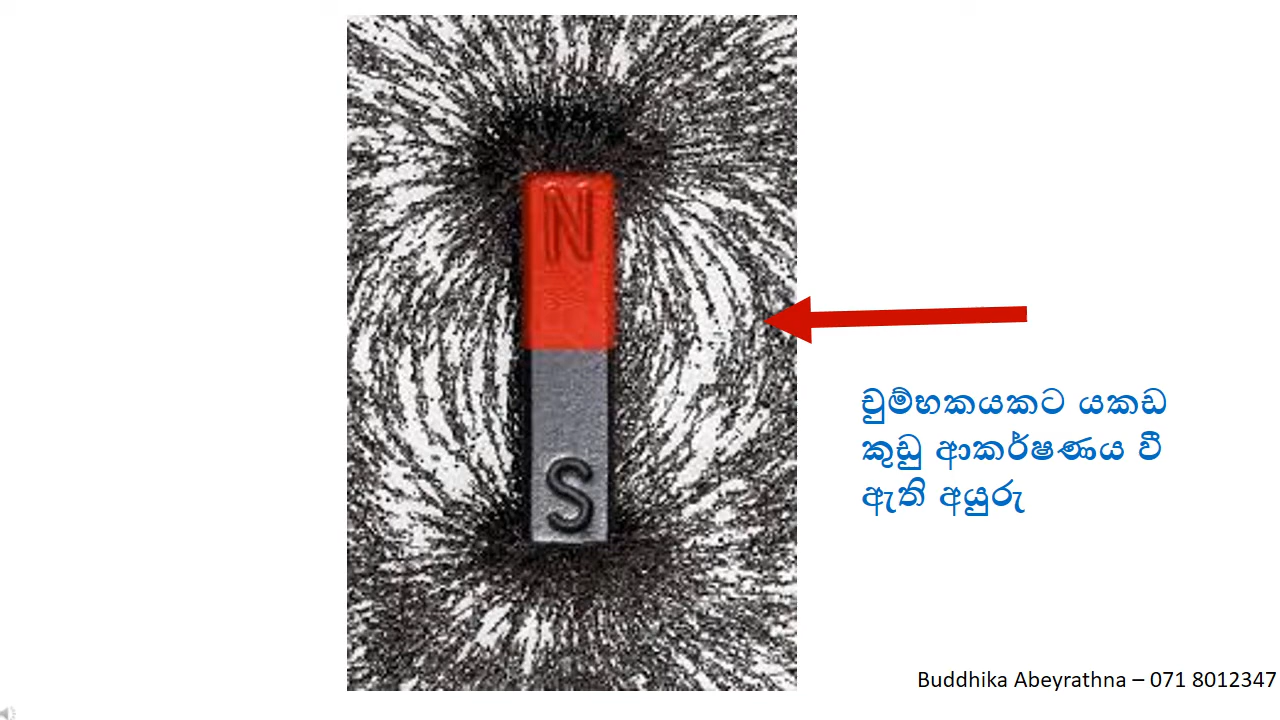 N
S
චුම්භකයකට යකඩ
කුඩු ආකර්ෂණය වී
ඇති අයුරු
Buddhika Abeyrathna – 071 8012347